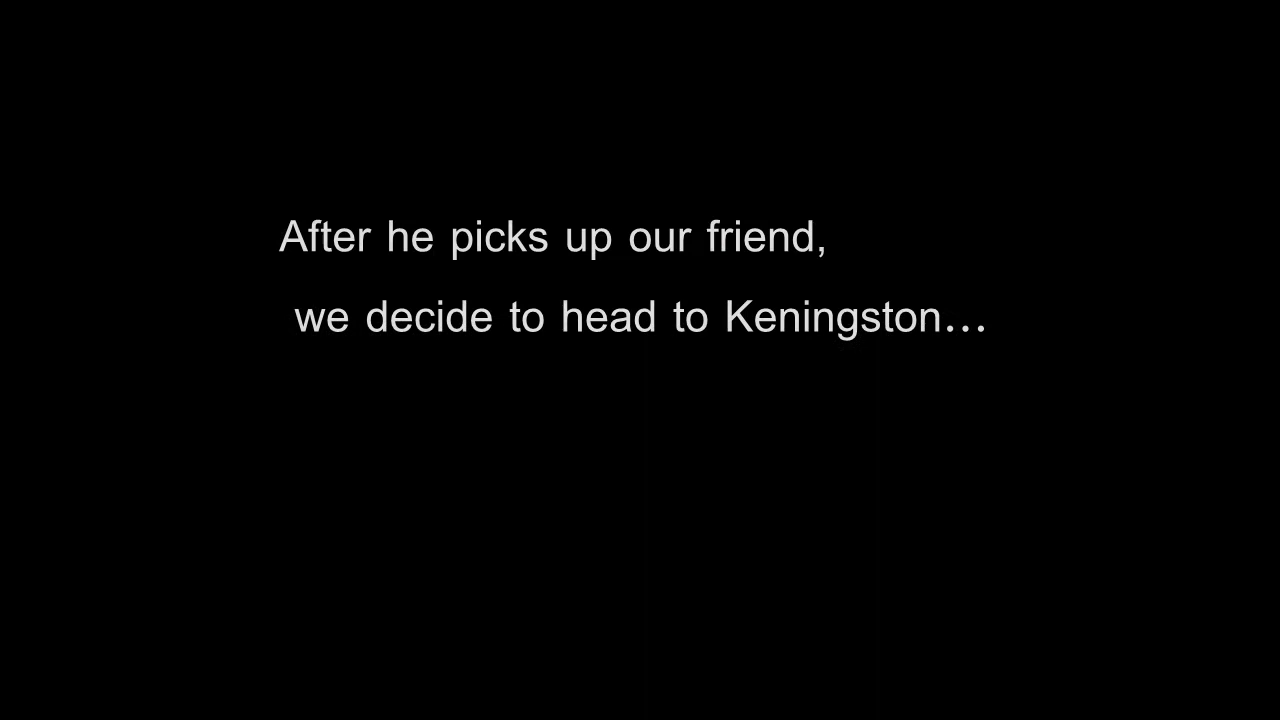 After he picks up our friend,
we decide to head to Keningston...